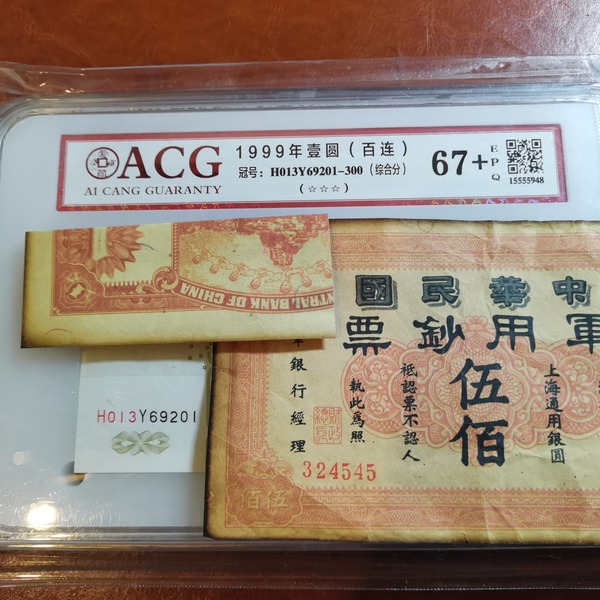 ACG
AI CANG GUARANTY
1999年壹圆（百连）
冠号：H013Y69201-300（综合分）
（☆☆☆）
67+
EPQ
15555948
NTRAL BANK OF CHINA
H013Y69201
中華民國
軍用鈔票
伍佰
上海通用銀圓
祗認票不認人
執此爲照
銀行經理
324545
伍佰